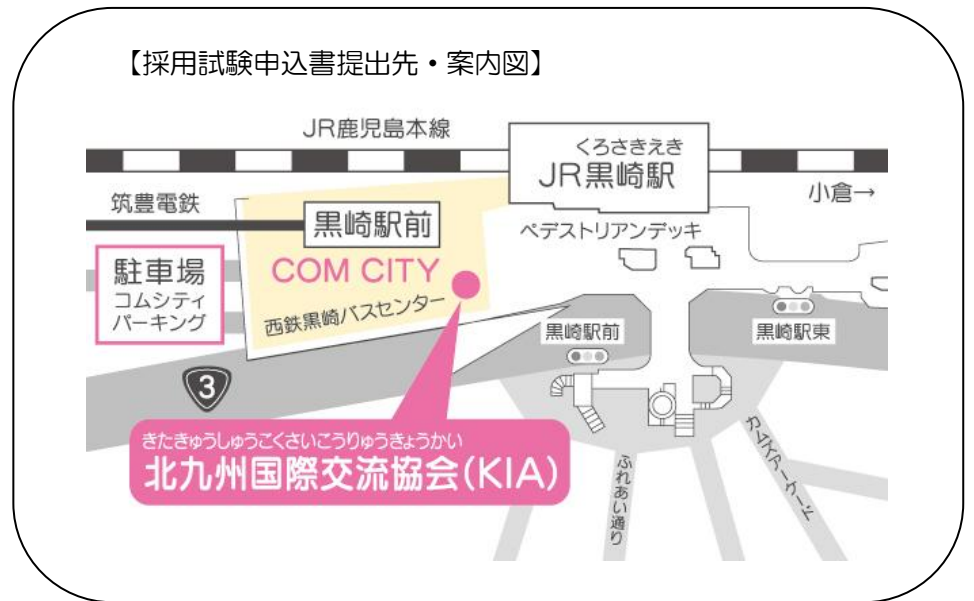 【採用試験申込書提出先・案内図】
JR鹿児島本線
くろさきえき
JR黒崎駅
小倉→
筑豊電鉄
黒崎駅前
ペデストリアンデッキ
駐車場
コムシティ
パーキング
COM CITY
西鉄黒崎バスセンター
黒崎駅前
黒崎駅東
3
きたきゅうしゅうこくさいこうりゅうきょうかい
北九州国際交流協会(KIA)
ふれあい通り
カムズアーケード